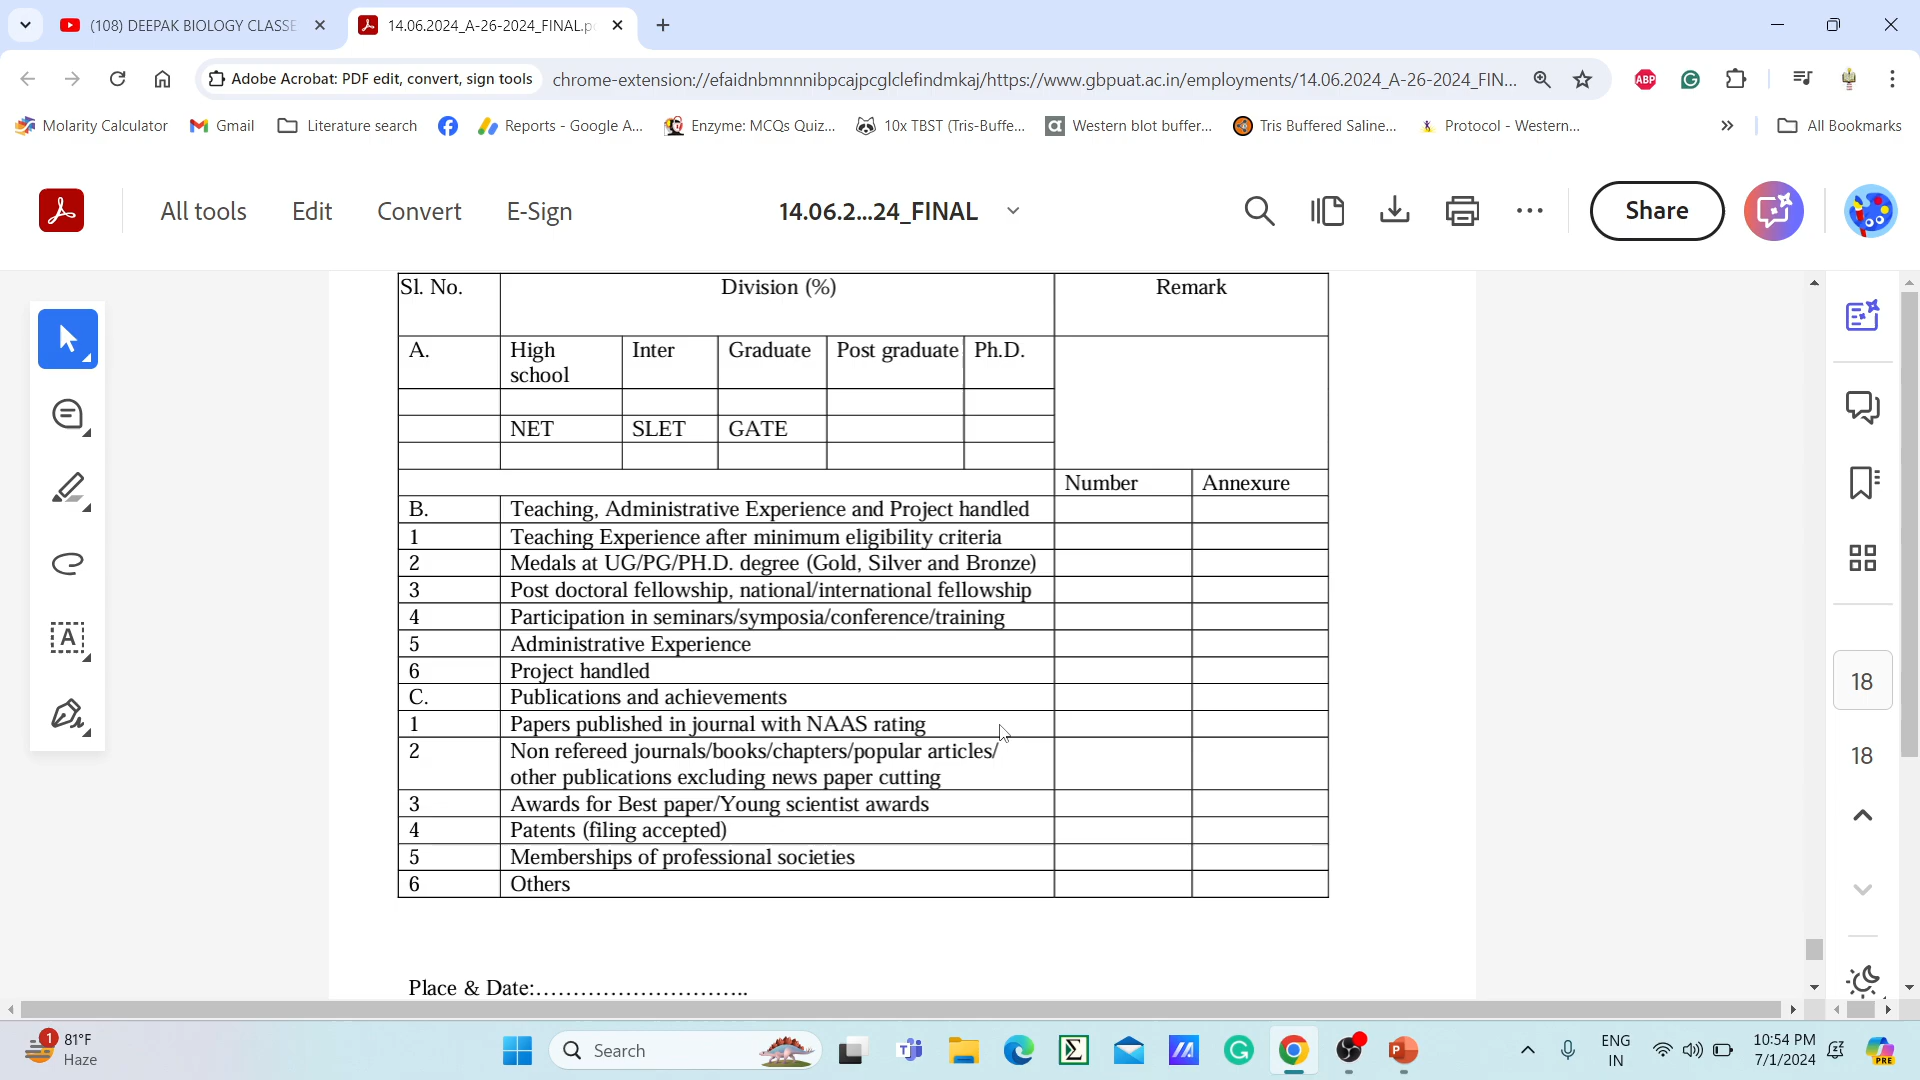 (108) DEEPAK BIOLOGY CLASSE
14.06.2024_A-26-2024_FINAL.p
Adobe Acrobat: PDF edit, convert, sign tools
chrome-extension://efaidnbmnnnibpcajpcglclefindmkaj/https://www.gbpuat.ac.in/employments/14.06.2024_A-26-2024_FIN...
ABP
Molarity Calculator
Gmail
Literature search
Reports - Google A...
Enzyme: MCQs Quiz...
10x TBST (Tris-Buffe...
Western blot buffer...
Tris Buffered Saline...
Protocol - Western...
All Bookmarks
All tools
Edit
Convert
E-Sign
14.06.2...24_FINAL
Share
Sl. No.
Division (%)
Remark
A.
High school
Inter
Graduate
Post graduate
Ph.D.
NET
SLET
GATE
Number
Annexure
B.
Teaching, Administrative Experience and Project handled
1
Teaching Experience after minimum eligibility criteria
2
Medals at UG/PG/PH.D. degree (Gold, Silver and Bronze)
3
Post doctoral fellowship, national/international fellowship
4
Participation in seminars/symposia/conference/training
5
Administrative Experience
6
Project handled
C.
Publications and achievements
1
Papers published in journal with NAAS rating
2
Non refereed journals/books/chapters/popular articles/
other publications excluding news paper cutting
3
Awards for Best paper/Young scientist awards
4
Patents (filing accepted)
5
Memberships of professional societies
6
Others
Place & Date:…………………………..
18
18
1
81°F
Haze
Search
ENG
IN
10:54 PM
7/1/2024
PRE